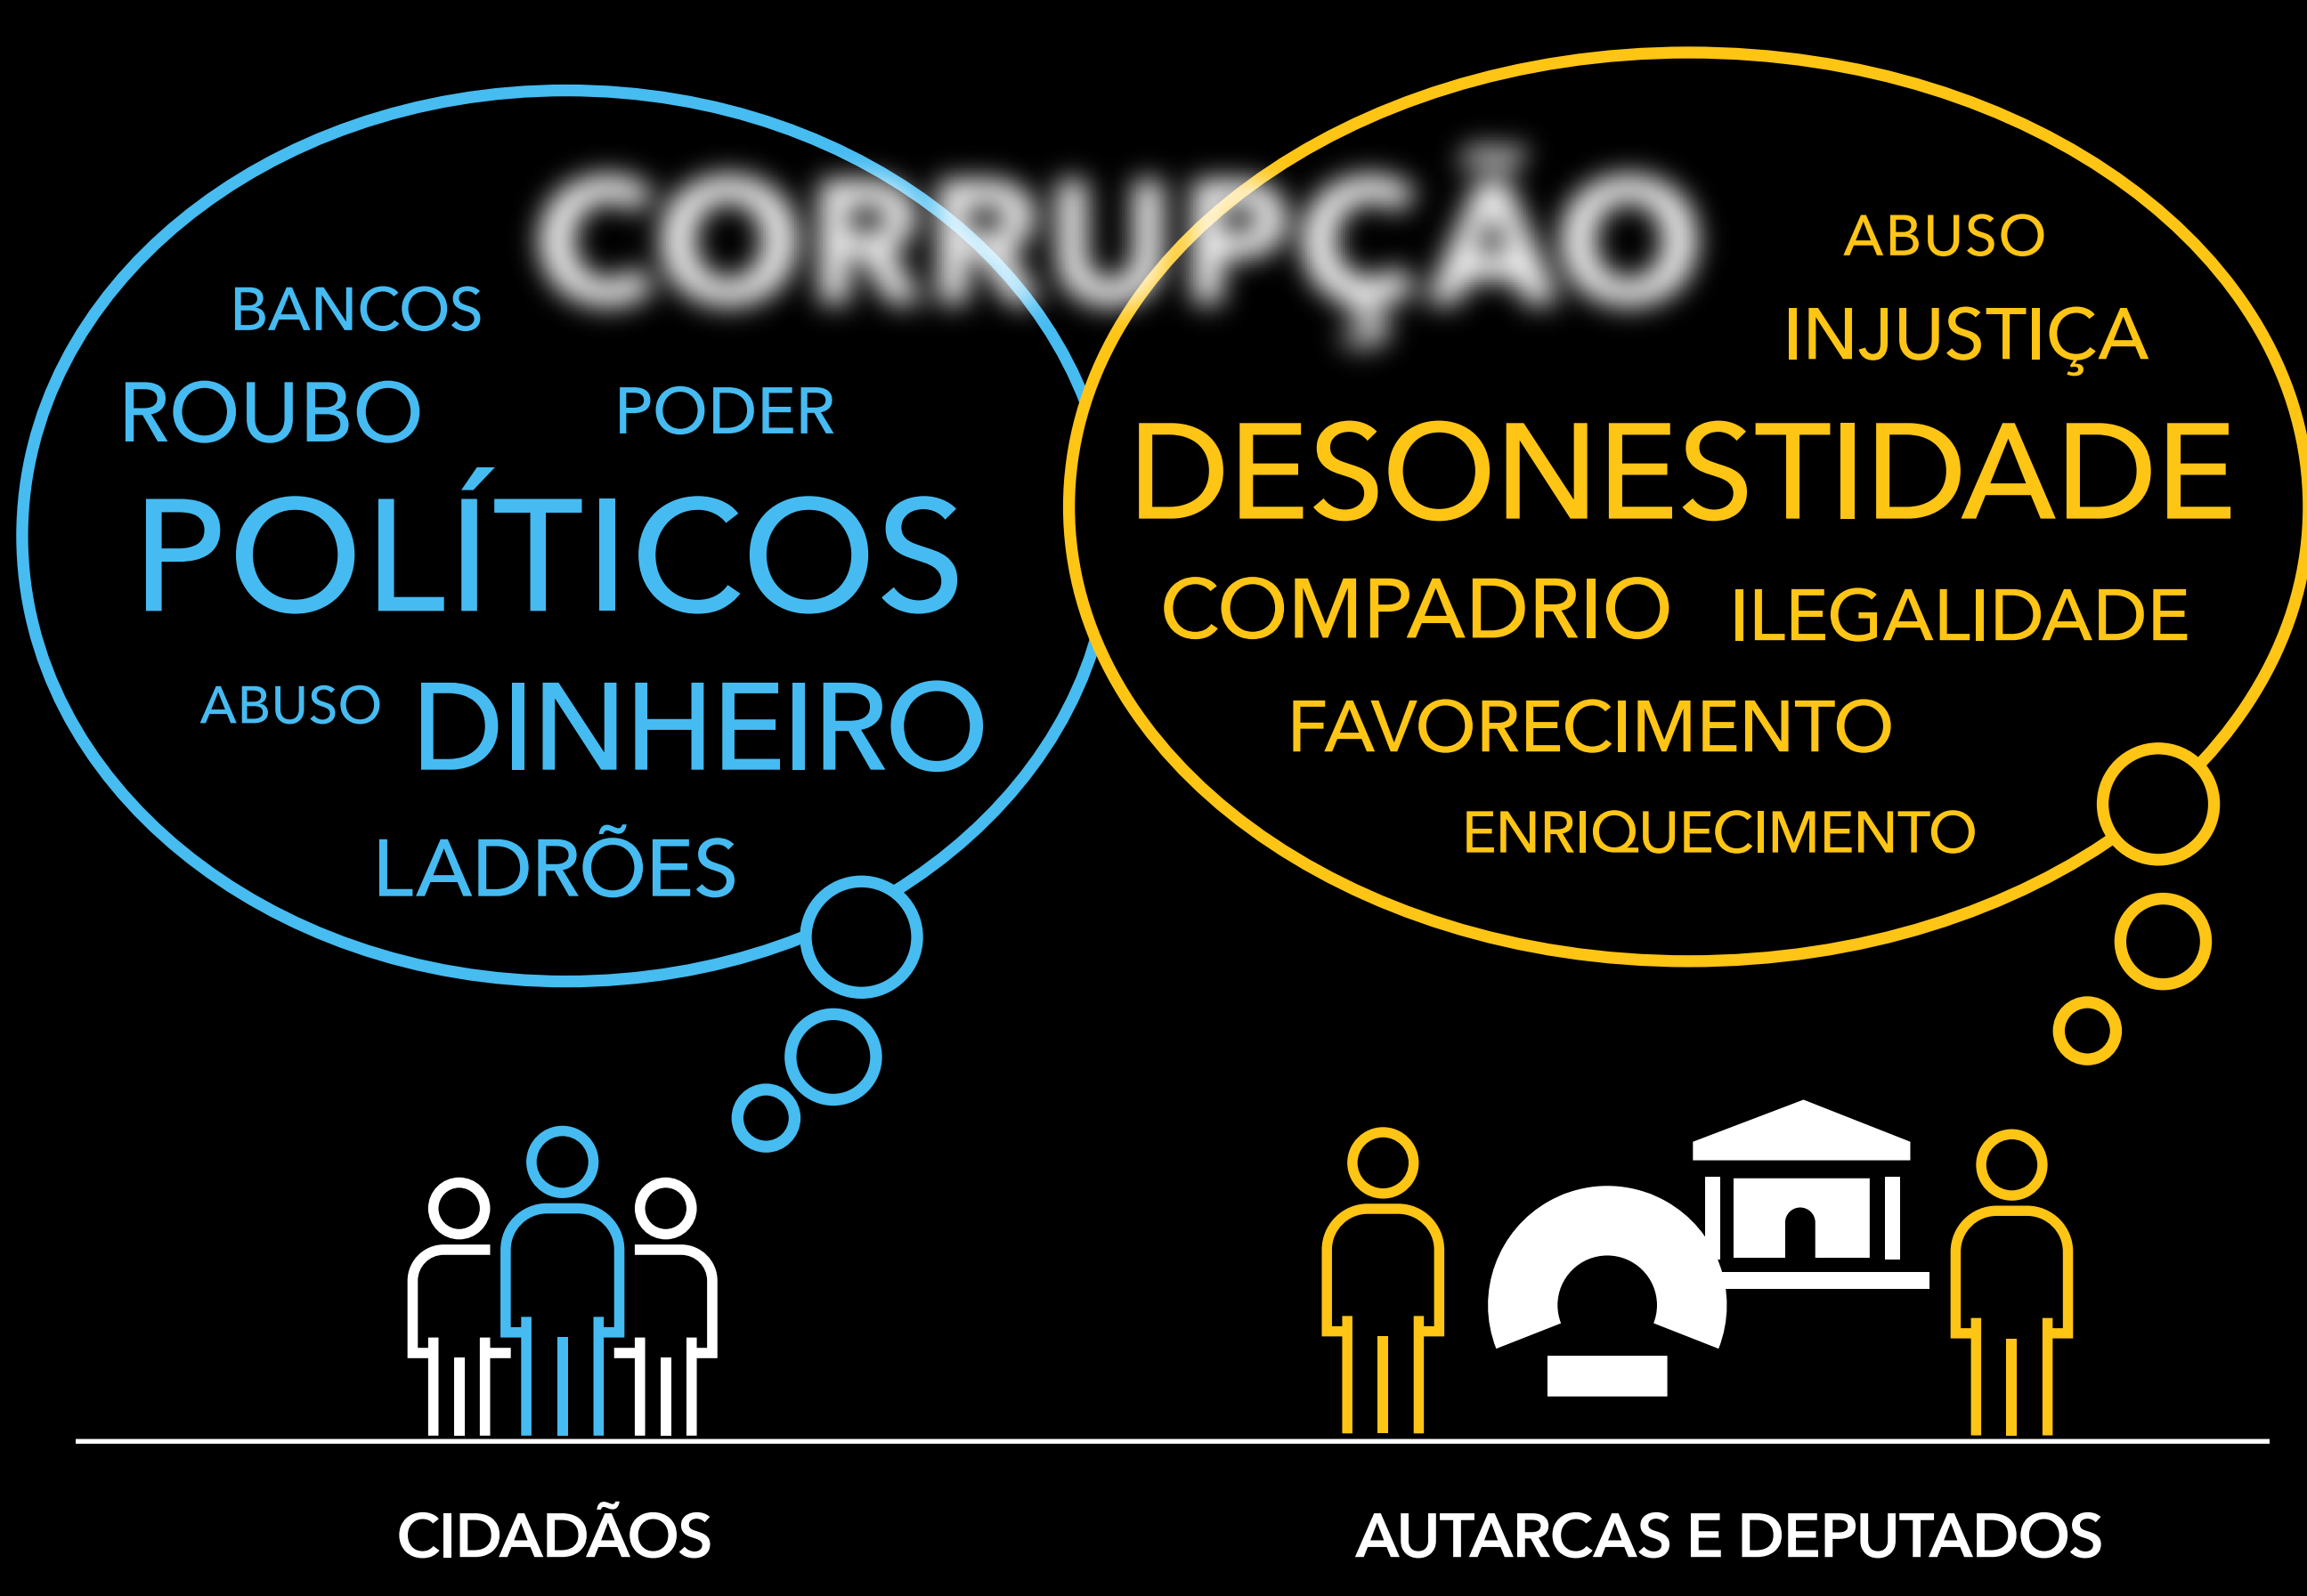 CORRUPÇÃO
BANCOS
ROUBO
PODER
POLÍTICOS
ABUSO
DINHEIRO
LADRÕES
ABUSO
INJUSTIÇA
DESONESTIDADE
COMPADRIO
ILEGALIDADE
FAVORECIMENTO
ENRIQUECIMENTO
CIDADÃOS
AUTARCAS E DEPUTADOS